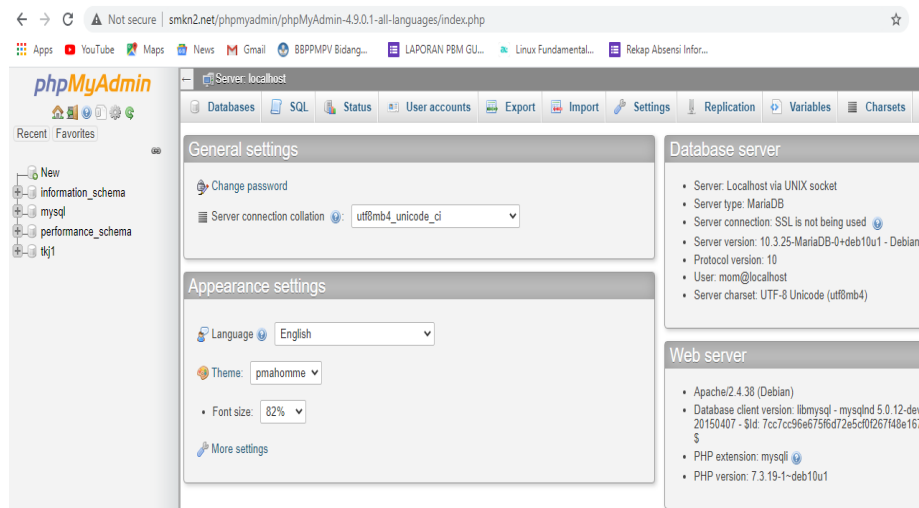 Not secure | smkn2.net/phpmyadmin/phpMyAdmin-4.9.0.1-all-languages/index.php
Apps YouTube Maps News Gmail BBPPMPV Bidang... LAPORAN PBM GU... Linux Fundamental... Rekap Absensi Infor...
phpMyAdmin
Recent Favorites
New
information_schema
mysql
performance_schema
tkj1
Server: localhost
Databases SQL Status User accounts Export Import Settings Replication Variables Charsets
General settings
Change password
Server connection collation : utf8mb4_unicode_ci
Appearance settings
Language English
Theme: pmahomme
Font size: 82%
More settings
Database server
Server: Localhost via UNIX socket
Server type: MariaDB
Server connection: SSL is not being used
Server version: 10.3.25-MariaDB-0+deb10u1 - Debian
Protocol version: 10
User: mom@localhost
Server charset: UTF-8 Unicode (utf8mb4)
Web server
Apache/2.4.38 (Debian)
Database client version: libmysql - mysqlnd 5.0.12-dev
20150407 - $Id: 7cc7cc96e675f6d72e5cf0f267f48e167
$
PHP extension: mysqli
PHP version: 7.3.19-1~deb10u1